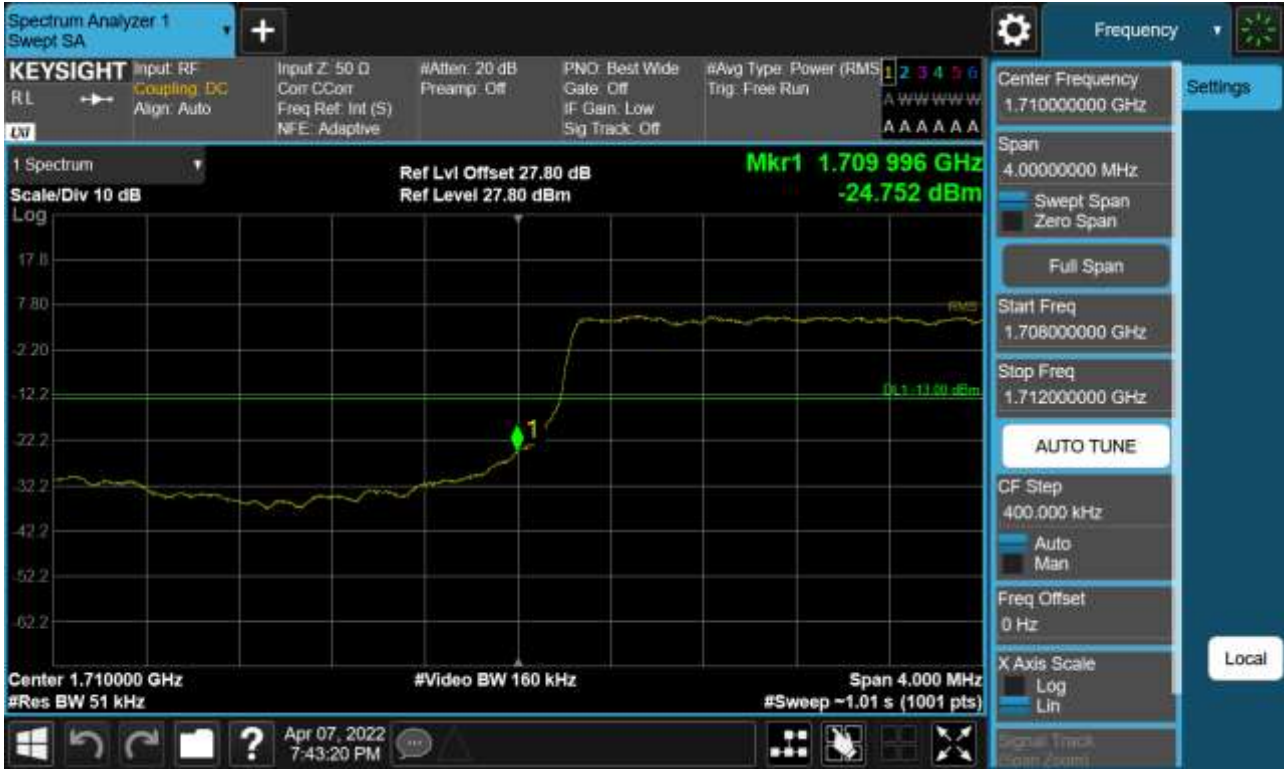 Spectrum Analyzer 1
Swept SA
Frequency
KEYSIGHT
RL
LXI
Input: RF
Coupling: DC
Align: Auto
Input Z: 50 Ω
Corr CCorr
Freq Ref: Int (S)
NFE: Adaptive
#Atten: 20 dB
Preamp: Off
PNO: Best Wide
Gate: Off
IF Gain: Low
Sig Track: Off
#Avg Type: Power (RMS
Trig: Free Run
1 2 3 4 5 6
A W W W W W
A A A A A A
1 Spectrum
Scale/Div 10 dB
Ref Lvl Offset 27.80 dB
Ref Level 27.80 dBm
Mkr1 1.709 996 GHz
-24.752 dBm
Log
17.8
7.80
-2.20
-12.2
-22.2
-32.2
-42.2
-52.2
-62.2
RMS
DL1 -13.00 dBm
1
Center 1.710000 GHz
#Video BW 160 kHz
Span 4.000 MHz
#Res BW 51 kHz
#Sweep ~1.01 s (1001 pts)
Center Frequency
1.710000000 GHz
Settings
Span
4.00000000 MHz
Swept Span
Zero Span
Full Span
Start Freq
1.708000000 GHz
Stop Freq
1.712000000 GHz
AUTO TUNE
CF Step
400.000 kHz
Auto
Man
Freq Offset
0 Hz
X Axis Scale
Log
Lin
Local
Signal Track
(Span Zoom)
?
Apr 07, 2022
7:43:20 PM